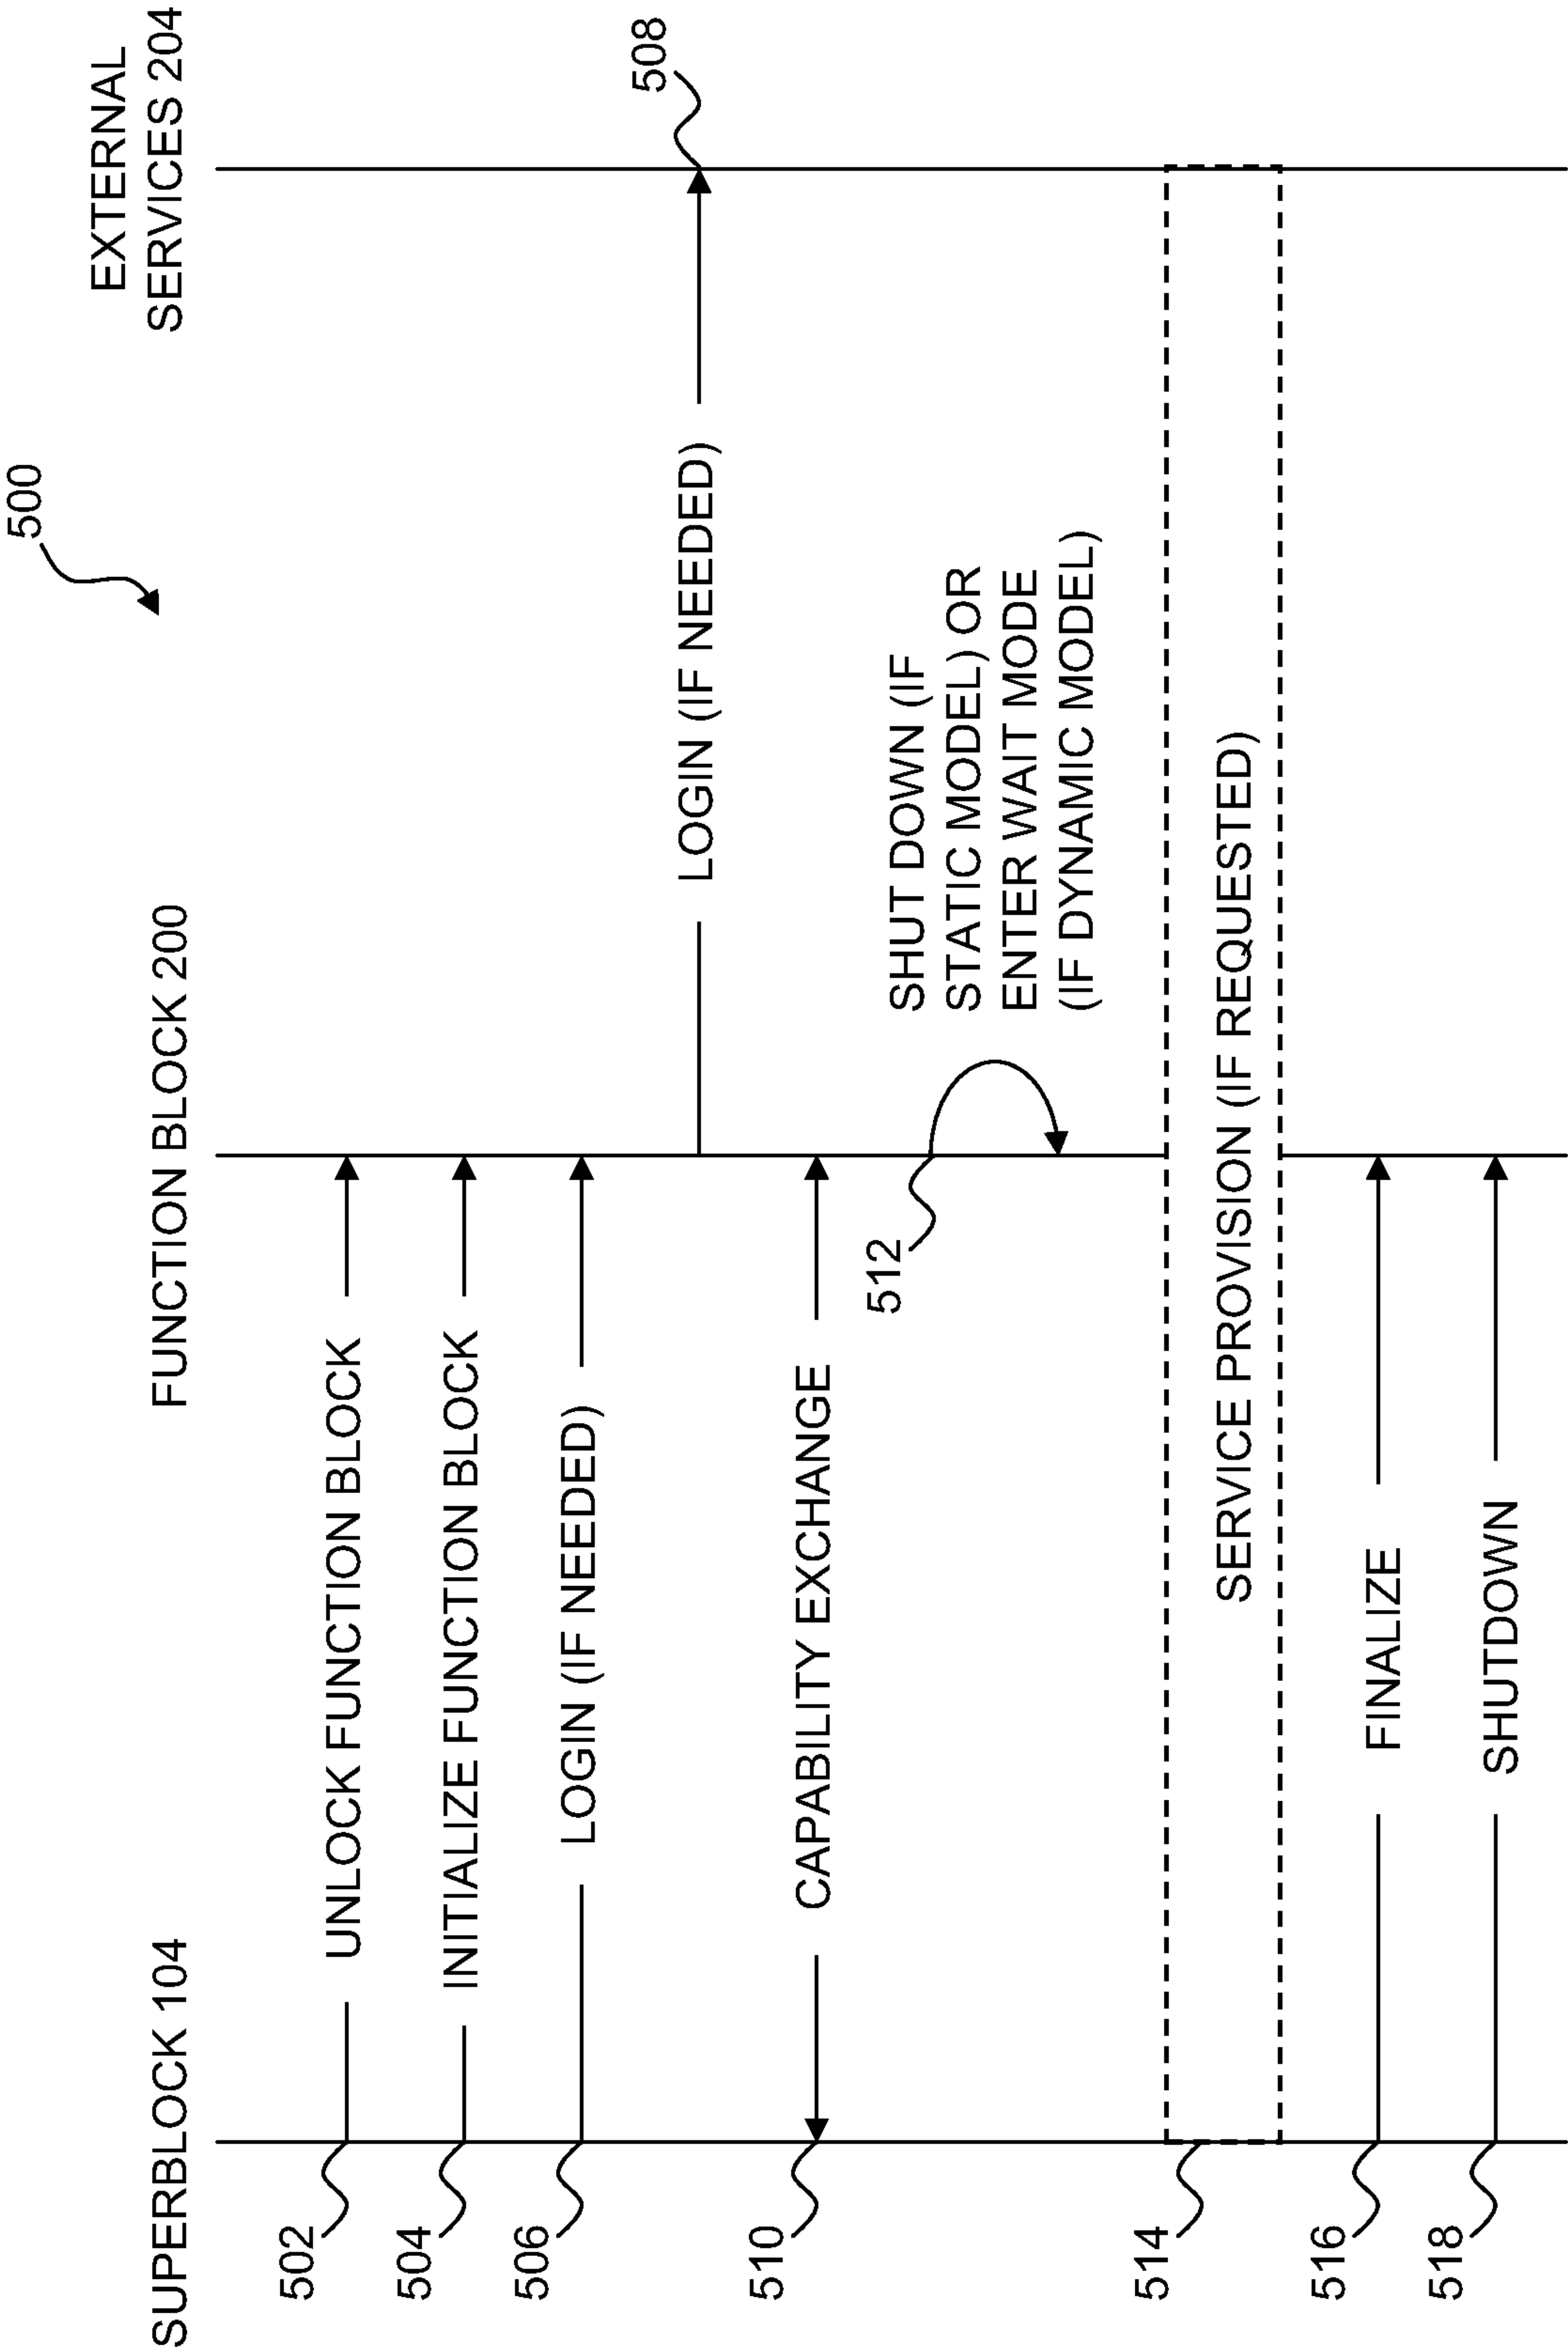 500
SUPERBLOCK 104
FUNCTION BLOCK 200
EXTERNAL
SERVICES 204
502
UNLOCK FUNCTION BLOCK
504
INITIALIZE FUNCTION BLOCK
506
LOGIN (IF NEEDED)
LOGIN (IF NEEDED)
508
510
CAPABILITY EXCHANGE
512
SHUT DOWN (IF
STATIC MODEL) OR
ENTER WAIT MODE
(IF DYNAMIC MODEL)
514
SERVICE PROVISION (IF REQUESTED)
516
FINALIZE
518
SHUTDOWN